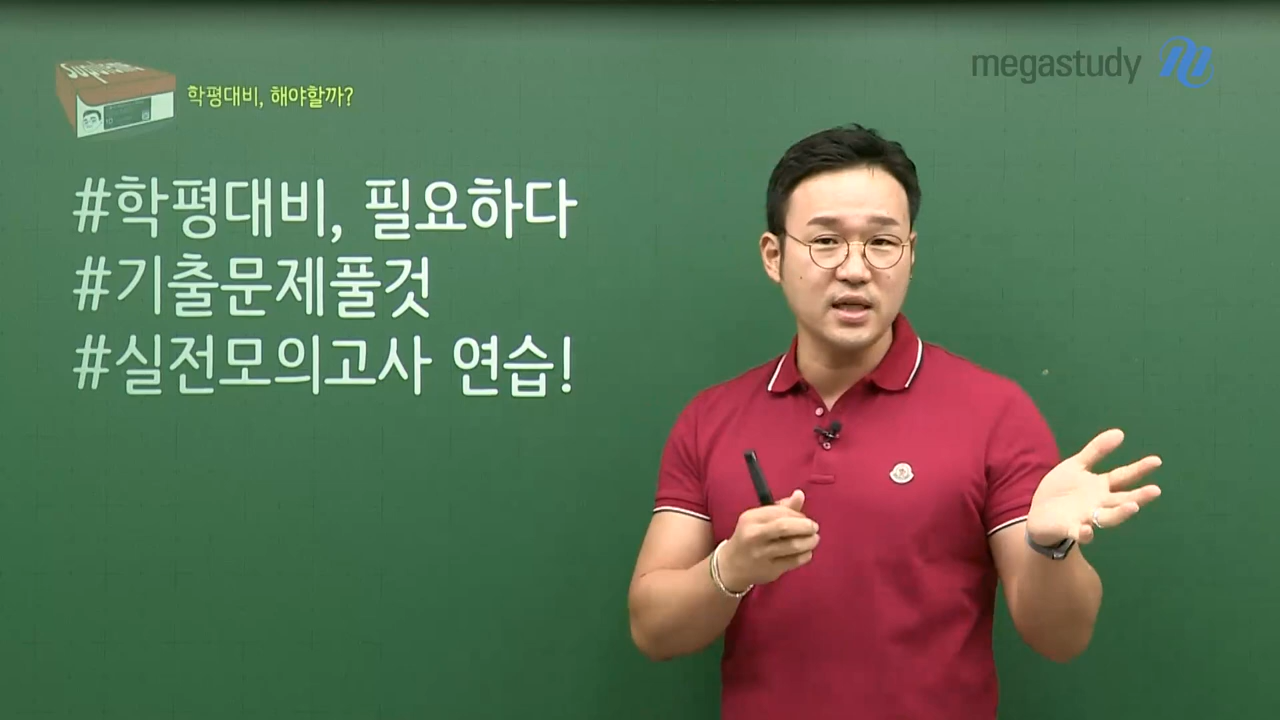 megastudy
학평대비, 해야할까?
#학평대비, 필요하다
#기출문제풀것
#실전모의고사 연습!